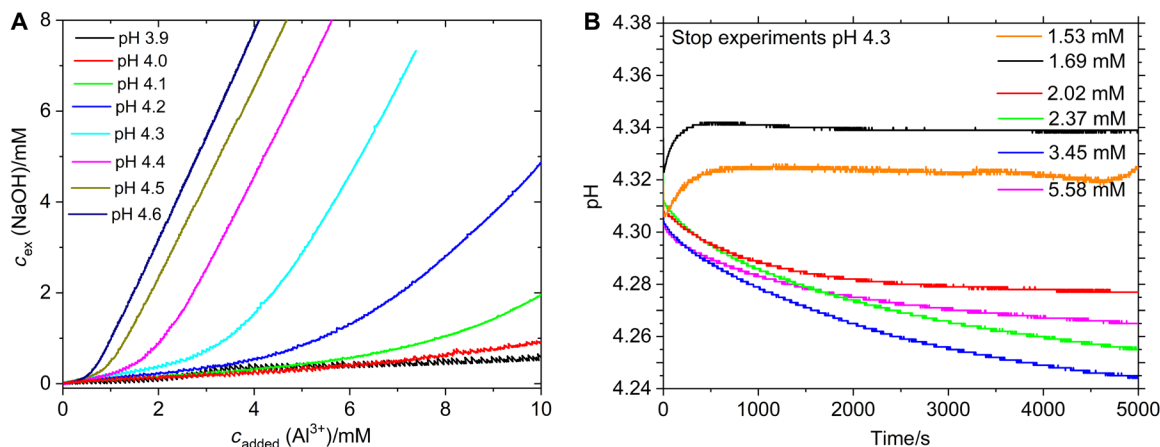 A
pH 3.9
pH 4.0
pH 4.1
pH 4.2
pH 4.3
pH 4.4
pH 4.5
pH 4.6
8
6
4
2
0
c_ex (NaOH)/mM
0 2 4 6 8 10
c_added (Al³⁺)/mM
B
Stop experiments pH 4.3
1.53 mM
1.69 mM
2.02 mM
2.37 mM
3.45 mM
5.58 mM
4.38
4.36
4.34
4.32
4.30
4.28
4.26
4.24
pH
0 1000 2000 3000 4000 5000
Time/s